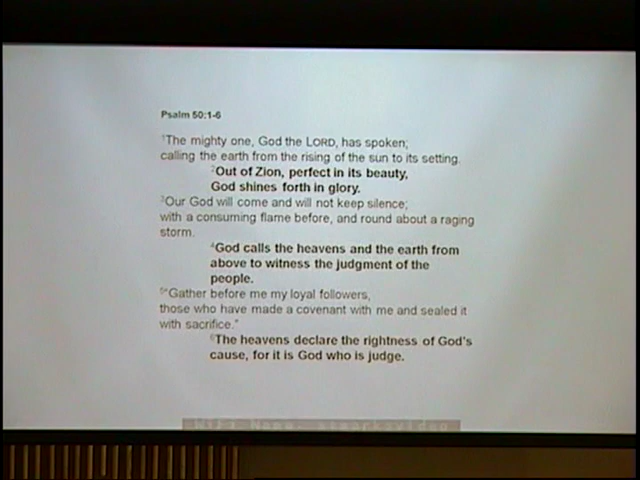 Psalm 50:1-6
1The mighty one, God the LORD, has spoken;
calling the earth from the rising of the sun to its setting.
2Out of Zion, perfect in its beauty,
God shines forth in glory.
3Our God will come and will not keep silence;
with a consuming flame before, and round about a raging
storm.
4God calls the heavens and the earth from
above to witness the judgment of the
people.
5"Gather before me my loyal followers,
those who have made a covenant with me and sealed it
with sacrifice."
6The heavens declare the rightness of God's
cause, for it is God who is judge.